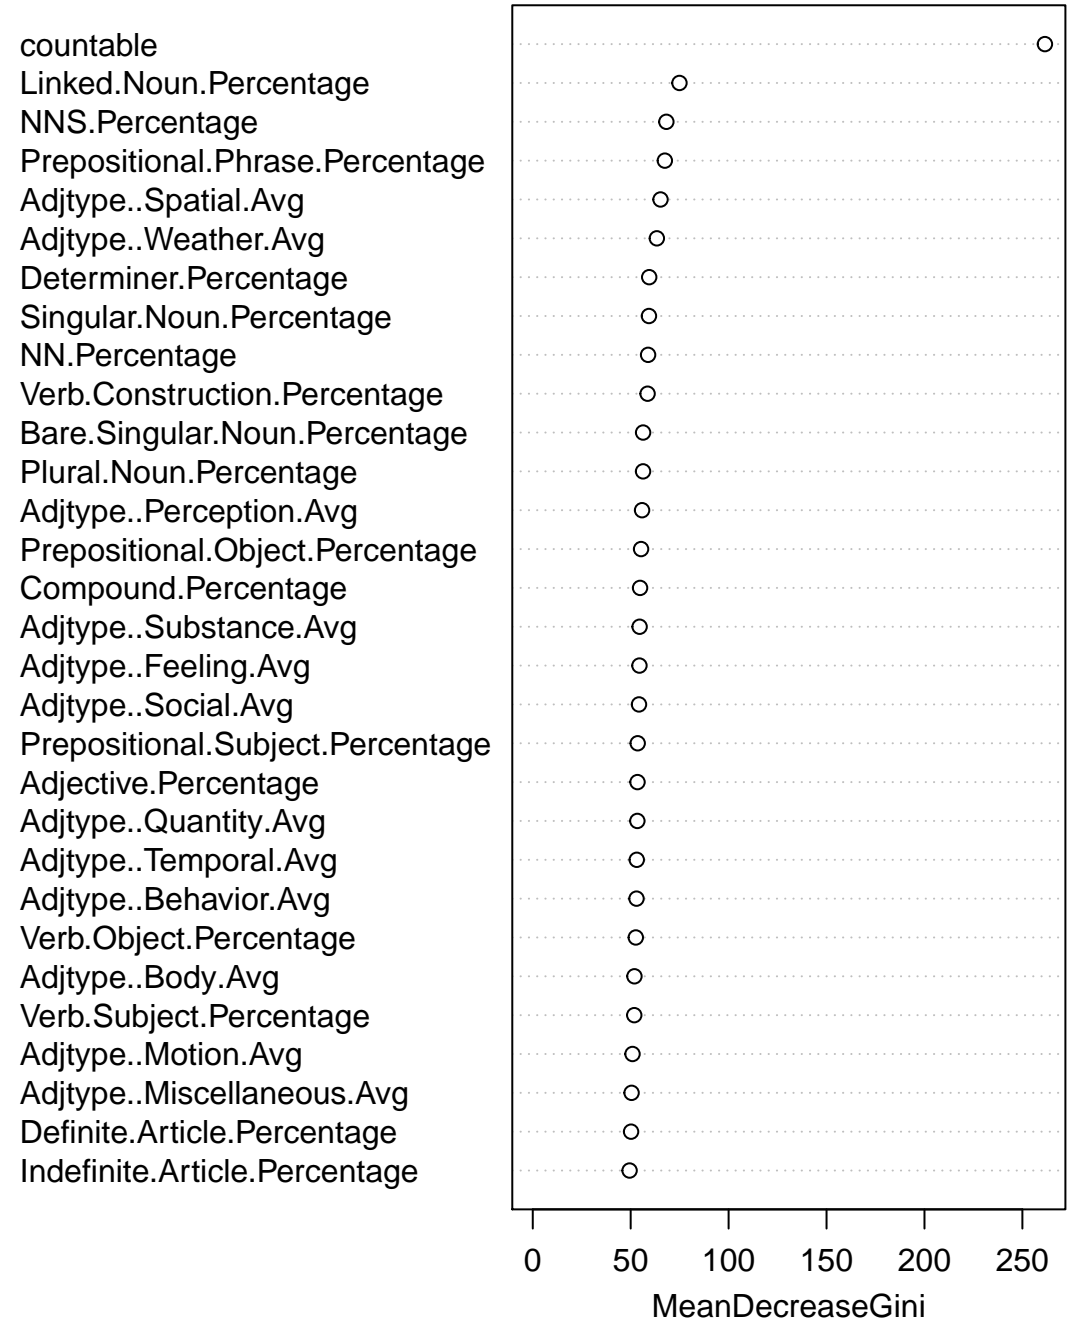 countable
Linked.Noun.Percentage
NNS.Percentage
Prepositional.Phrase.Percentage
Adjtype..Spatial.Avg
Adjtype..Weather.Avg
Determiner.Percentage
Singular.Noun.Percentage
NN.Percentage
Verb.Construction.Percentage
Bare.Singular.Noun.Percentage
Plural.Noun.Percentage
Adjtype..Perception.Avg
Prepositional.Object.Percentage
Compound.Percentage
Adjtype..Substance.Avg
Adjtype..Feeling.Avg
Adjtype..Social.Avg
Prepositional.Subject.Percentage
Adjective.Percentage
Adjtype..Quantity.Avg
Adjtype..Temporal.Avg
Adjtype..Behavior.Avg
Verb.Object.Percentage
Adjtype..Body.Avg
Verb.Subject.Percentage
Adjtype..Motion.Avg
Adjtype..Miscellaneous.Avg
Definite.Article.Percentage
Indefinite.Article.Percentage
0 50 100 150 200 250
MeanDecreaseGini